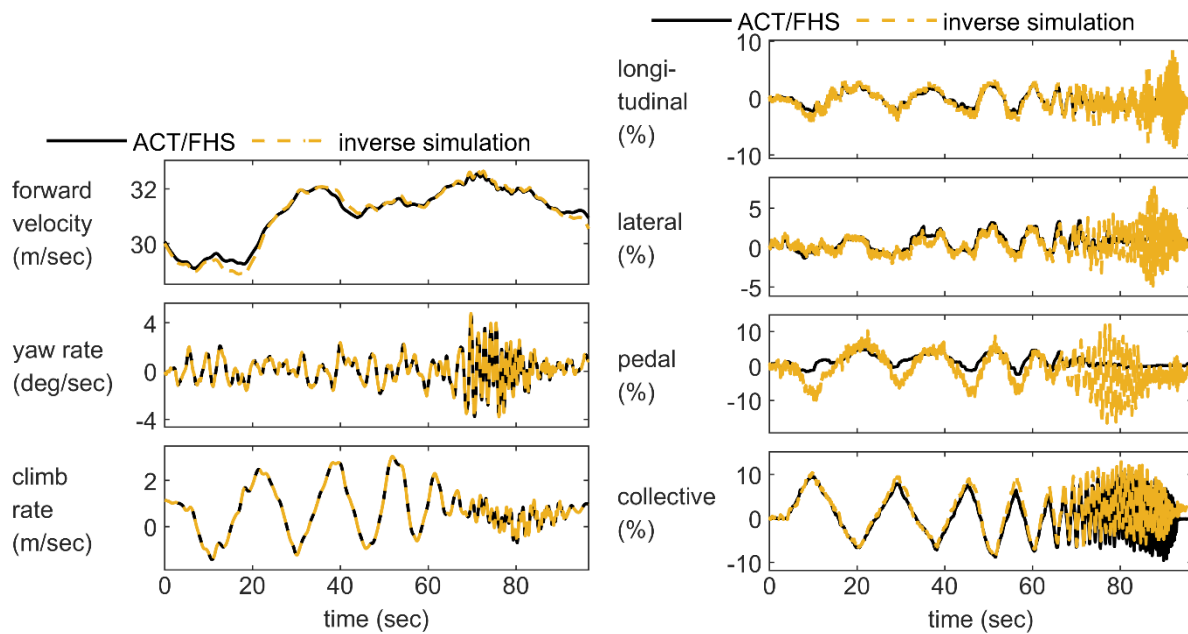 ACT/FHS inverse simulation
forward
velocity
(m/sec)
32
30
yaw rate
(deg/sec)
4
0
-4
climb
rate
(m/sec)
2
0
0 20 40 60 80
time (sec)
ACT/FHS inverse simulation
longi-
tudinal
(%)
10
0
-10
lateral
(%)
5
0
-5
pedal
(%)
10
0
-10
collective
(%)
10
0
-10
0 20 40 60 80
time (sec)